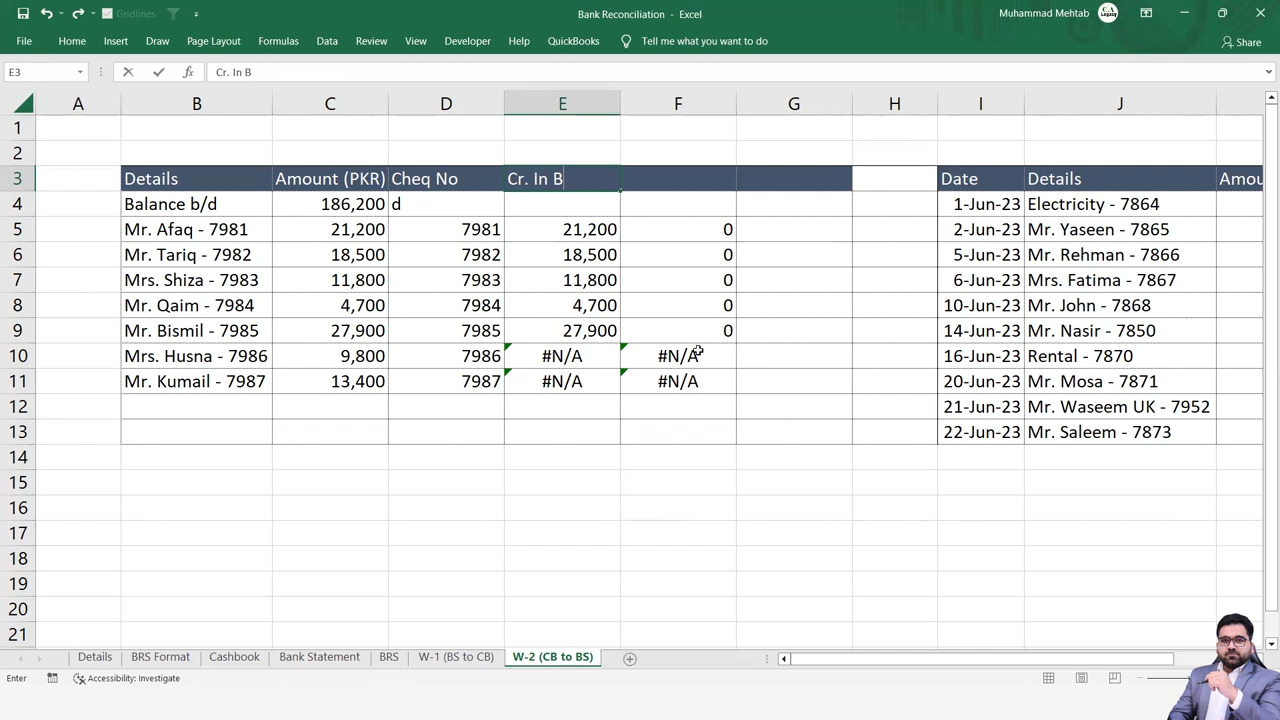 Gridlines
Bank Reconciliation - Excel
Muhammad Mehtab
File Home Insert Draw Page Layout Formulas Data Review View Developer Help QuickBooks Tell me what you want to do Share
E3 fx Cr. In B
A B C D E F G H I J
1
2
3 Details Amount (PKR) Cheq No Cr. In B Date Details Amou
4 Balance b/d 186,200 d 1-Jun-23 Electricity - 7864
5 Mr. Afaq - 7981 21,200 7981 21,200 0 2-Jun-23 Mr. Yaseen - 7865
6 Mr. Tariq - 7982 18,500 7982 18,500 0 5-Jun-23 Mr. Rehman - 7866
7 Mrs. Shiza - 7983 11,800 7983 11,800 0 6-Jun-23 Mrs. Fatima - 7867
8 Mr. Qaim - 7984 4,700 7984 4,700 0 10-Jun-23 Mr. John - 7868
9 Mr. Bismil - 7985 27,900 7985 27,900 0 14-Jun-23 Mr. Nasir - 7850
10 Mrs. Husna - 7986 9,800 7986 #N/A #N/A 16-Jun-23 Rental - 7870
11 Mr. Kumail - 7987 13,400 7987 #N/A #N/A 20-Jun-23 Mr. Mosa - 7871
12 21-Jun-23 Mr. Waseem UK - 7952
13 22-Jun-23 Mr. Saleem - 7873
14
15
16
17
18
19
20
21
Details BRS Format Cashbook Bank Statement BRS W-1 (BS to CB) W-2 (CB to BS)
Enter Accessibility: Investigate